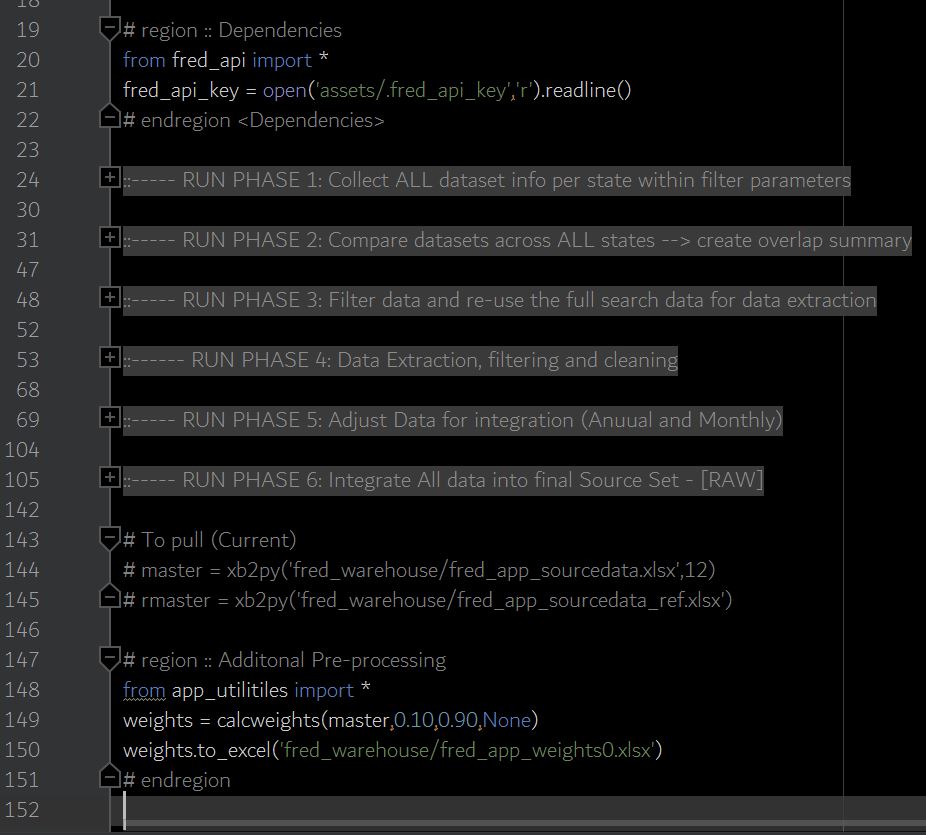 18
19 # region :: Dependencies
20 from fred_api import *
21 fred_api_key = open('assets/.fred_api_key','r').readline()
22 # endregion <Dependencies>
23
24 ::----- RUN PHASE 1: Collect ALL dataset info per state within filter parameters
30
31 ::----- RUN PHASE 2: Compare datasets across ALL states --> create overlap summary
47
48 ::----- RUN PHASE 3: Filter data and re-use the full search data for data extraction
52
53 ::------ RUN PHASE 4: Data Extraction, filtering and cleaning
68
69 ::----- RUN PHASE 5: Adjust Data for integration (Anuual and Monthly)
104
105 ::----- RUN PHASE 6: Integrate All data into final Source Set - [RAW]
142
143 # To pull (Current)
144 # master = xb2py('fred_warehouse/fred_app_sourcedata.xlsx',12)
145 # rmaster = xb2py('fred_warehouse/fred_app_sourcedata_ref.xlsx')
146
147 # region :: Additonal Pre-processing
148 from app_utilitiles import *
149 weights = calcweights(master,0.10,0.90,None)
150 weights.to_excel('fred_warehouse/fred_app_weights0.xlsx')
151 # endregion
152